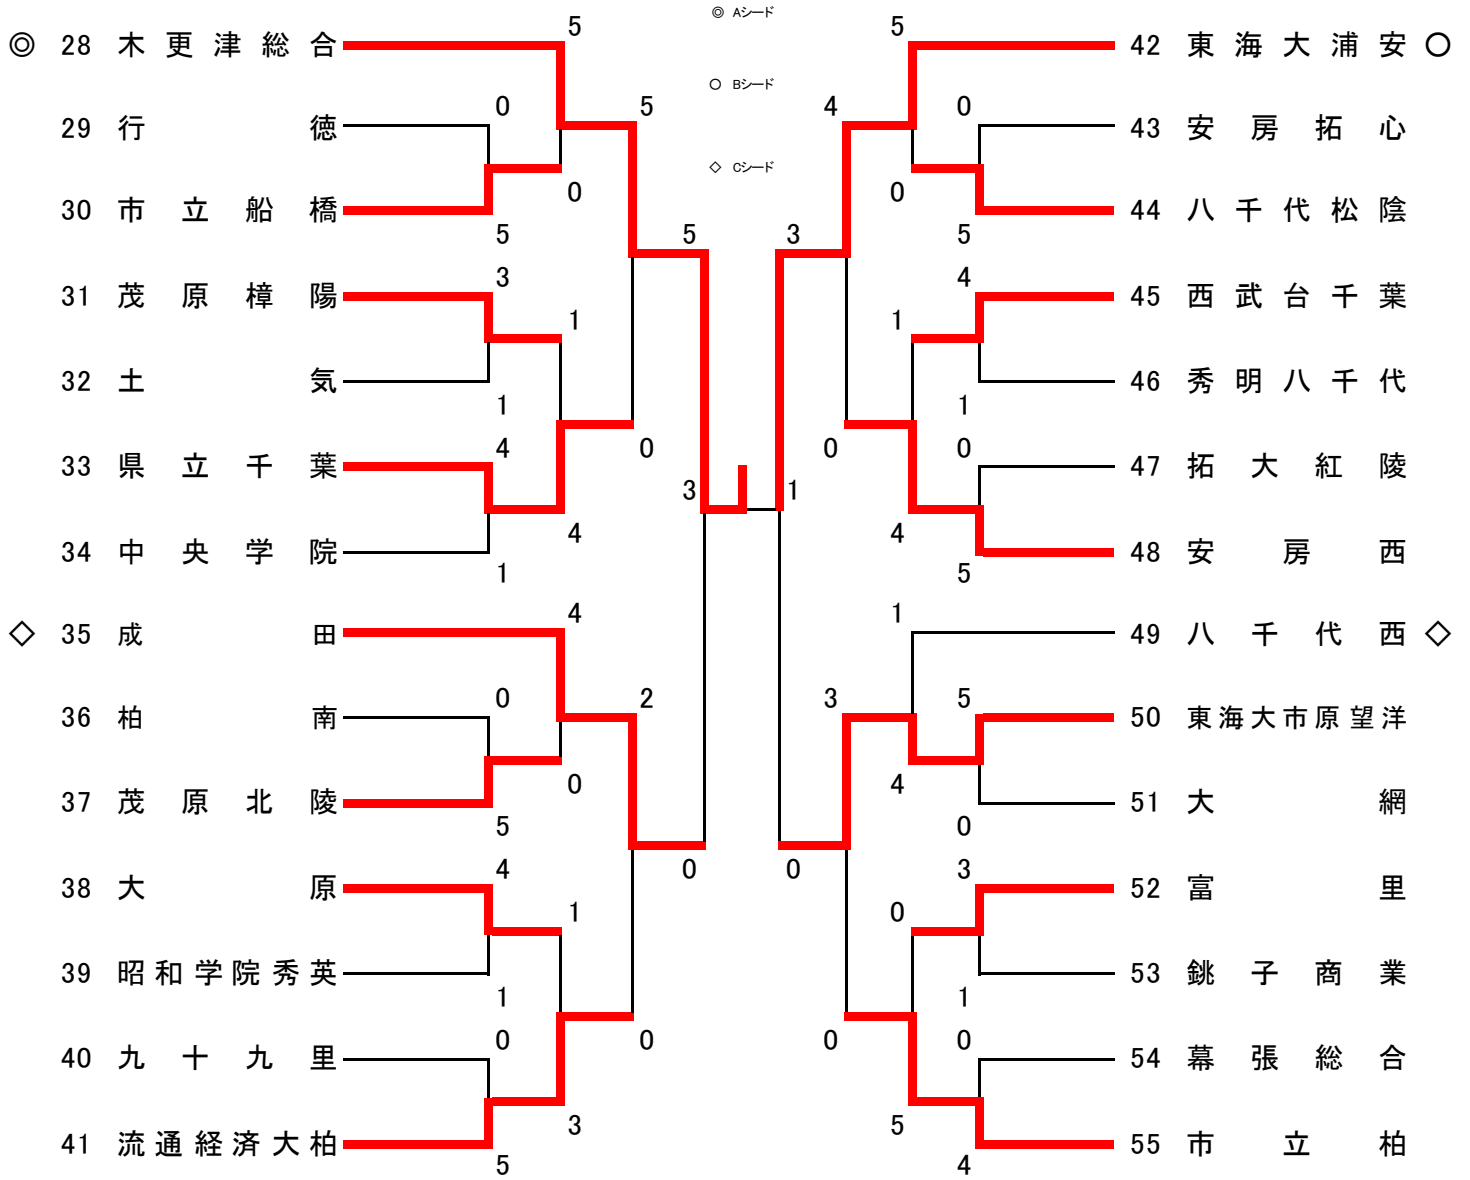 ◎ Aシード
○ Bシード
◇ Cシード
◎ 28 木更津総合
29 行徳
30 市立船橋
31 茂原樟陽
32 土気
33 県立千葉
34 中央学院
◇ 35 成田
36 柏南
37 茂原北陵
38 大原
39 昭和学院秀英
40 九十九里
41 流通経済大柏
5
0
5
0
5
5
3
1
1
4
0
4
1
3
4
0
2
0
5
0
4
1
1
0
0
3
5
5
0
4
0
5
3
4
1
1
0
0
4
5
1
1
3
5
4
0
0
3
0
1
0
0
5
4
42 東海大浦安 ○
43 安房拓心
44 八千代松陰
45 西武台千葉
46 秀明八千代
47 拓大紅陵
48 安房西
49 八千代西 ◇
50 東海大市原望洋
51 大網
52 富里
53 銚子商業
54 幕張総合
55 市立柏